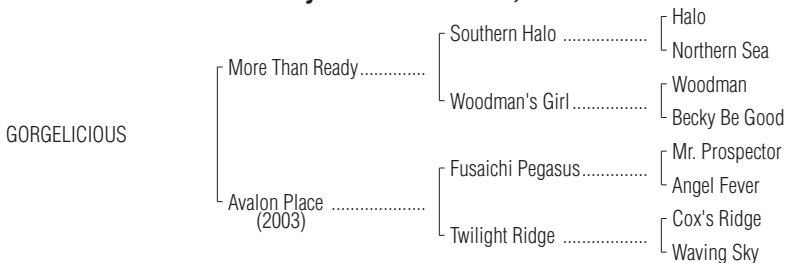 Halo
Southern Halo ..................
Northern Sea
More Than Ready..............
Woodman
Woodman's Girl................
Becky Be Good
GORGELICIOUS
Mr. Prospector
Fusaichi Pegasus..............
Angel Fever
Avalon Place ....................
(2003)
Cox's Ridge
Twilight Ridge ..................
Waving Sky